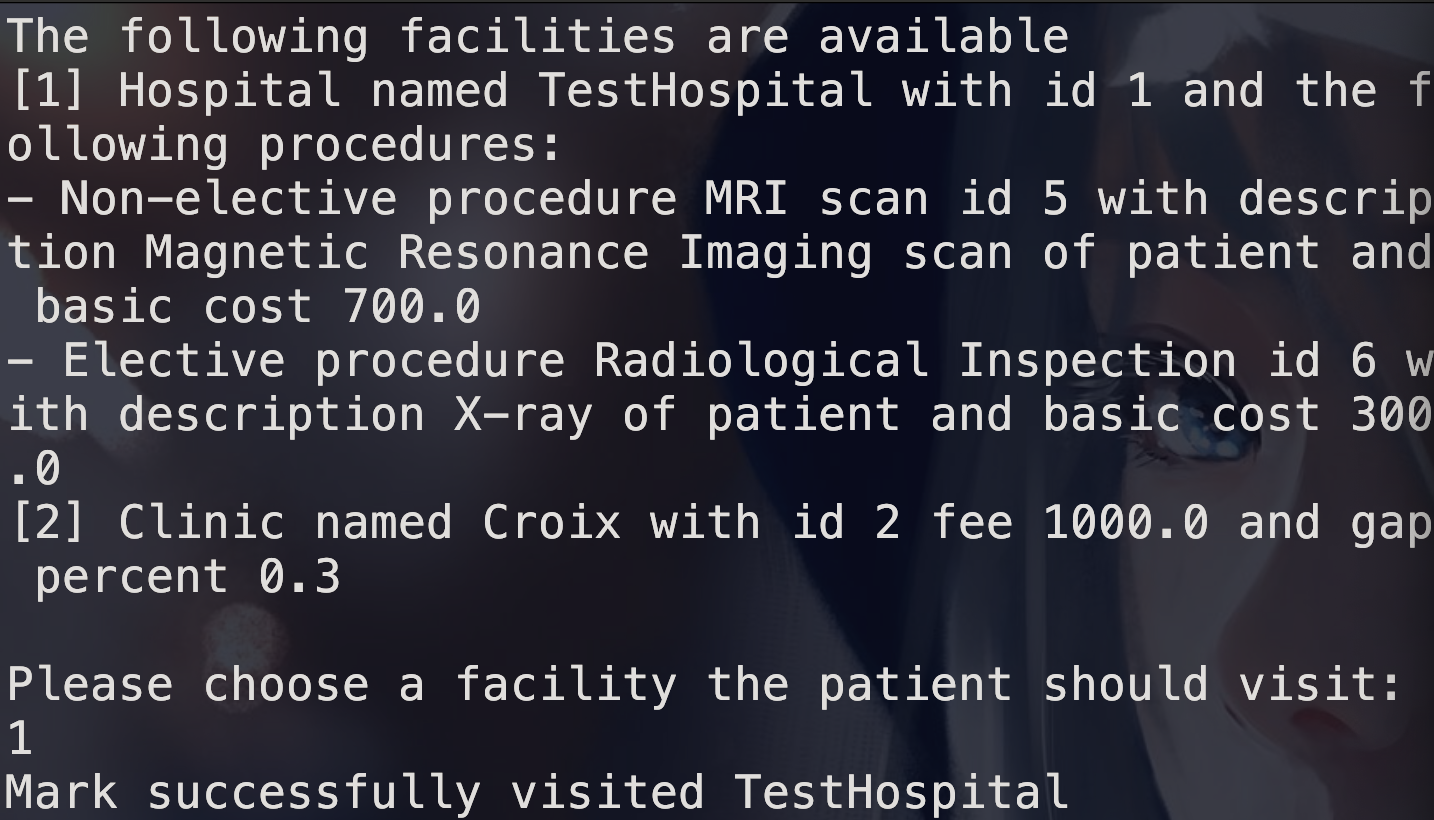 The following facilities are available
[1] Hospital named TestHospital with id 1 and the f
ollowing procedures:
- Non-elective procedure MRI scan id 5 with descrip
tion Magnetic Resonance Imaging scan of patient and
 basic cost 700.0
- Elective procedure Radiological Inspection id 6 w
ith description X-ray of patient and basic cost 300
.0
[2] Clinic named Croix with id 2 fee 1000.0 and gap
 percent 0.3

Please choose a facility the patient should visit:
1
Mark successfully visited TestHospital